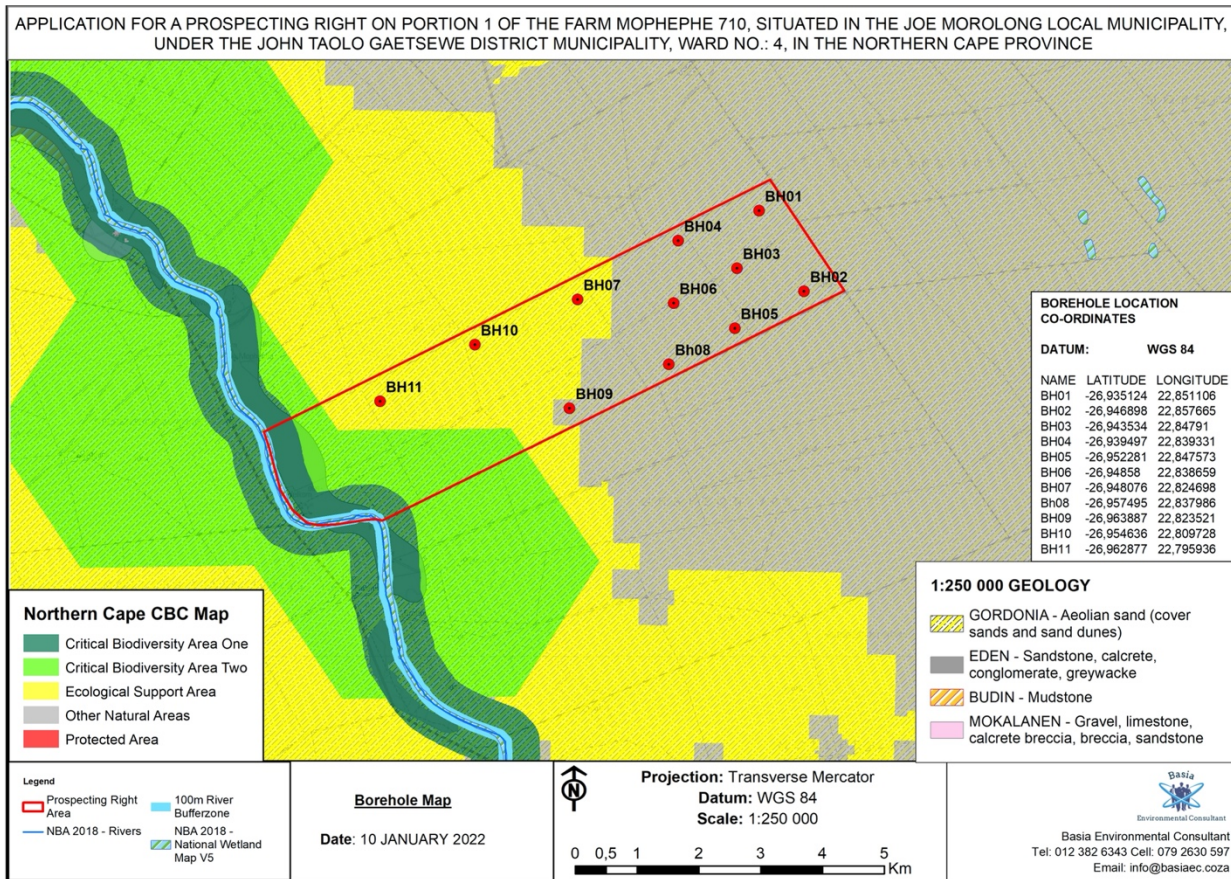 APPLICATION FOR A PROSPECTING RIGHT ON PORTION 1 OF THE FARM MOPHEPHE 710, SITUATED IN THE JOE MOROLONG LOCAL MUNICIPALITY,
UNDER THE JOHN TAOLO GAETSEWE DISTRICT MUNICIPALITY, WARD NO.: 4, IN THE NORTHERN CAPE PROVINCE
BH01
BH04
BH03
BH02
BH07
BH06
BH05
BH10
Bh08
BH11
BH09
BOREHOLE LOCATION
CO-ORDINATES
DATUM: WGS 84
NAME LATITUDE LONGITUDE
BH01 -26,935124 22,851106
BH02 -26,946898 22,857665
BH03 -26,943534 22,84791
BH04 -26,939497 22,839331
BH05 -26,952281 22,847573
BH06 -26,94858 22,838659
BH07 -26,948076 22,824698
Bh08 -26,957495 22,837986
BH09 -26,963887 22,823521
BH10 -26,954636 22,809728
BH11 -26,962877 22,795936
Northern Cape CBC Map
Critical Biodiversity Area One
Critical Biodiversity Area Two
Ecological Support Area
Other Natural Areas
Protected Area
1:250 000 GEOLOGY
GORDONIA - Aeolian sand (cover
sands and sand dunes)
EDEN - Sandstone, calcrete,
conglomerate, greywacke
BUDIN - Mudstone
MOKALANEN - Gravel, limestone,
calcrete breccia, breccia, sandstone
Legend
Prospecting Right
Area
NBA 2018 - Rivers
100m River
Bufferzone
NBA 2018 -
National Wetland
Map V5
Borehole Map
Date: 10 JANUARY 2022
N
Projection: Transverse Mercator
Datum: WGS 84
Scale: 1:250 000
0 0,5 1 2 3 4 5
Km
Basia
Environmental Consultant
Basia Environmental Consultant
Tel: 012 382 6343 Cell: 079 2630 597
Email: info@basiaec.coza